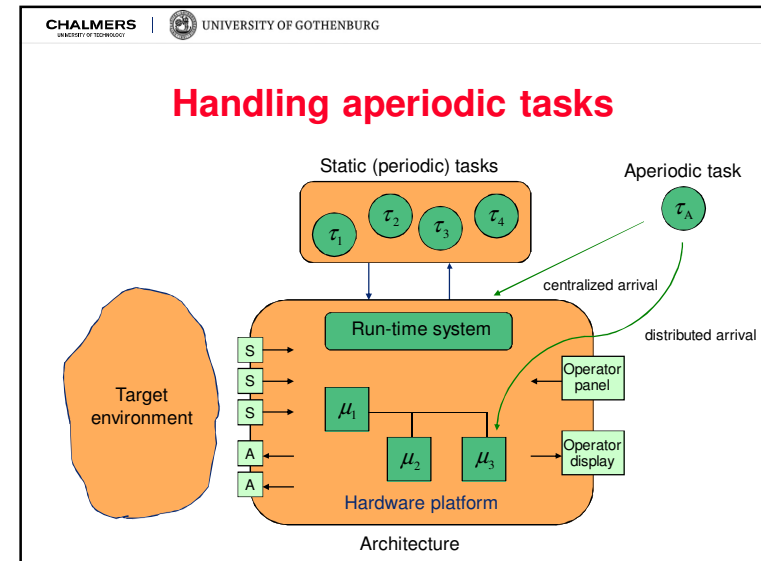 CHALMERS
UNIVERSITY OF TECHNOLOGY
UNIVERSITY OF GOTHENBURG
Handling aperiodic tasks
Static (periodic) tasks
Aperiodic task
τ1
τ2
τ3
τ4
τA
centralized arrival
distributed arrival
Run-time system
S
S
S
A
A
Target
environment
μ1
μ2
μ3
Operator
panel
Operator
display
Hardware platform
Architecture